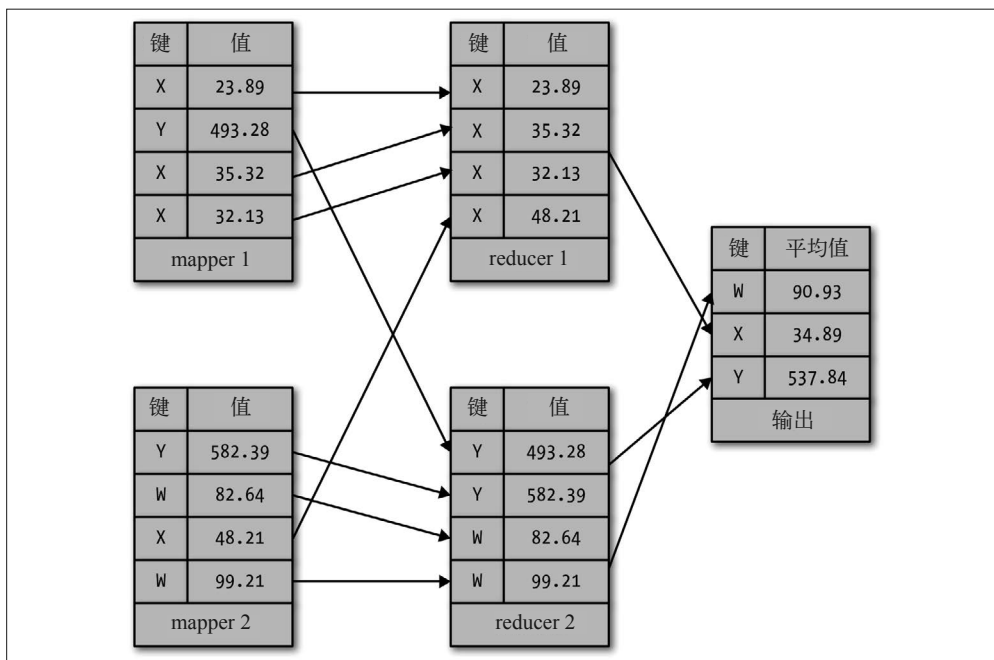 键 值
X 23.89
Y 493.28
X 35.32
X 32.13
mapper 1
键 值
X 23.89
X 35.32
X 32.13
X 48.21
reducer 1
键 值
Y 582.39
W 82.64
X 48.21
W 99.21
mapper 2
键 值
Y 493.28
Y 582.39
W 82.64
W 99.21
reducer 2
键 平均值
W 90.93
X 34.89
Y 537.84
输出